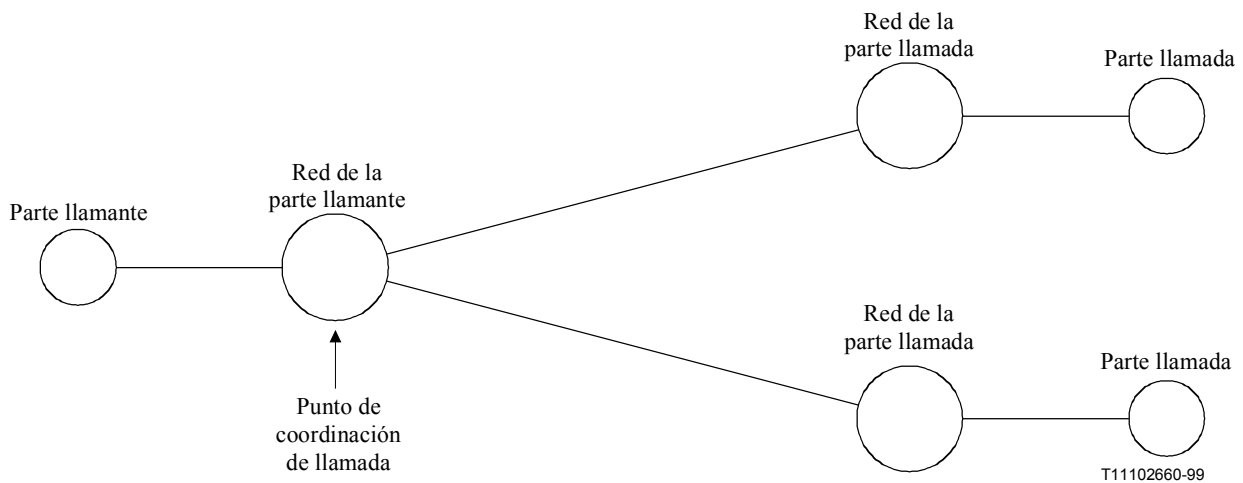 Red de la
parte llamada
Parte llamada
Red de la
parte llamante
Parte llamante
Red de la
parte llamada
Parte llamada
Punto de
coordinación
de llamada
T11102660-99